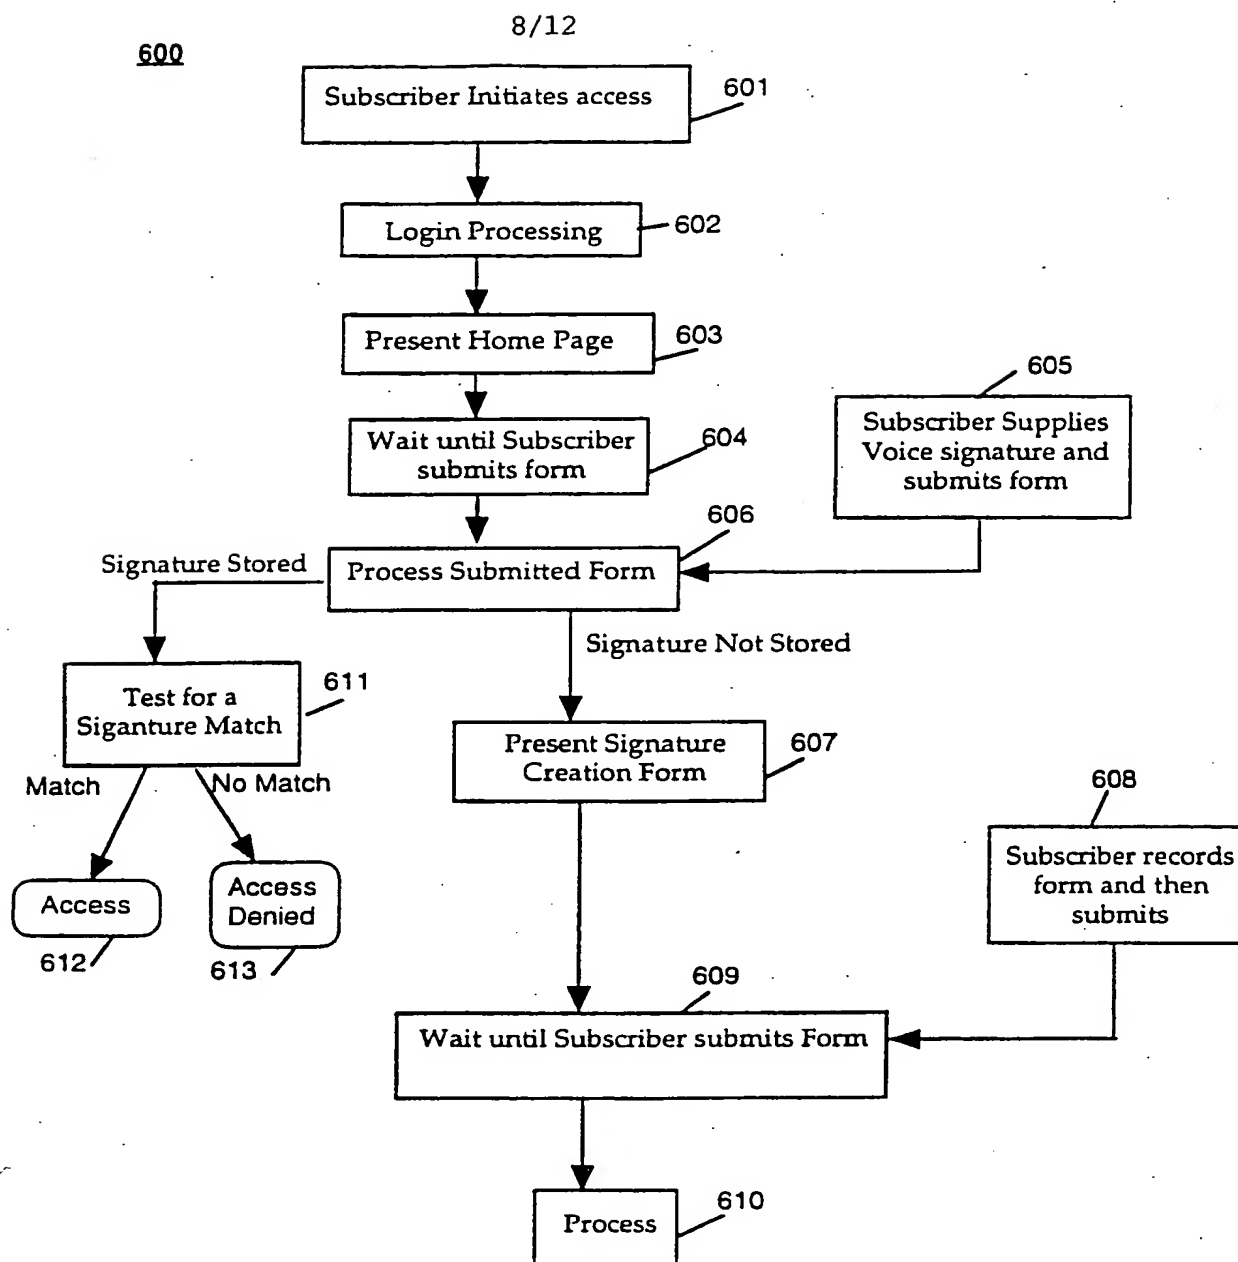 8/12
600
Subscriber Initiates access
601
Login Processing
602
Present Home Page
603
Wait until Subscriber
submits form
604
605
Subscriber Supplies
Voice signature and
submits form
606
Process Submitted Form
Signature Stored
Signature Not Stored
Test for a
Siganture Match
611
Match
No Match
Access
612
Access
Denied
613
Present Signature
Creation Form
607
608
Subscriber records
form and then
submits
609
Wait until Subscriber submits Form
Process
610